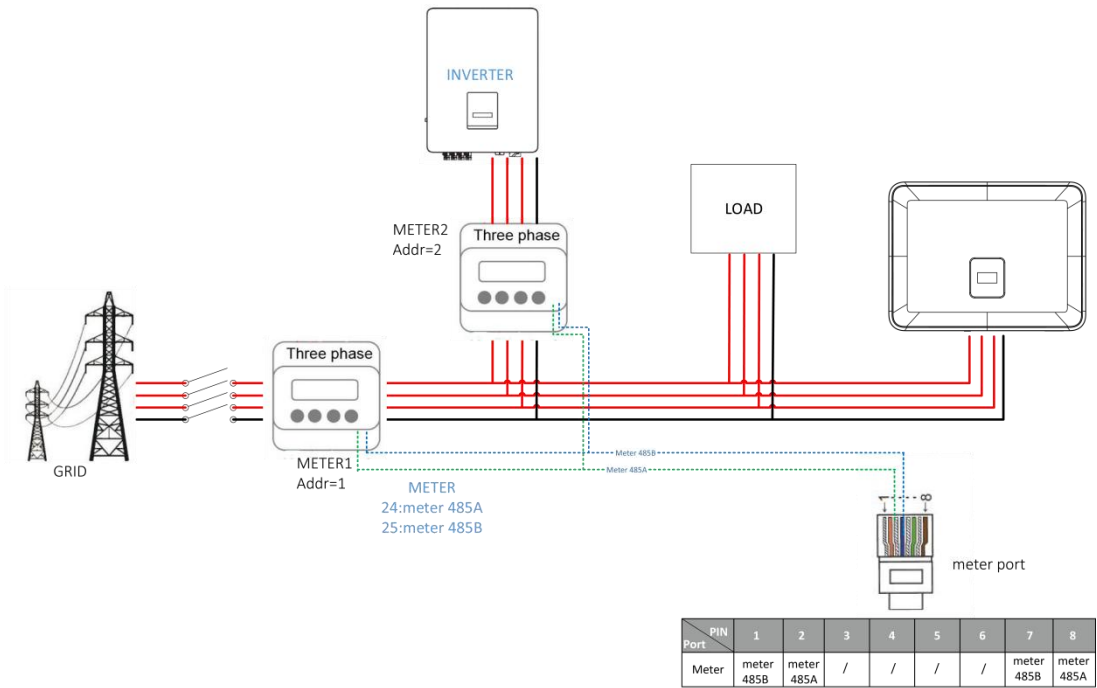 INVERTER
METER2
Addr=2
Three phase
LOAD
Three phase
GRID
METER1
Addr=1
Meter 485B
Meter 485A
METER
24:meter 485A
25:meter 485B
1 8
meter port
PIN
Port 1 2 3 4 5 6 7 8
Meter meter 485B meter 485A / / / / meter 485B meter 485A